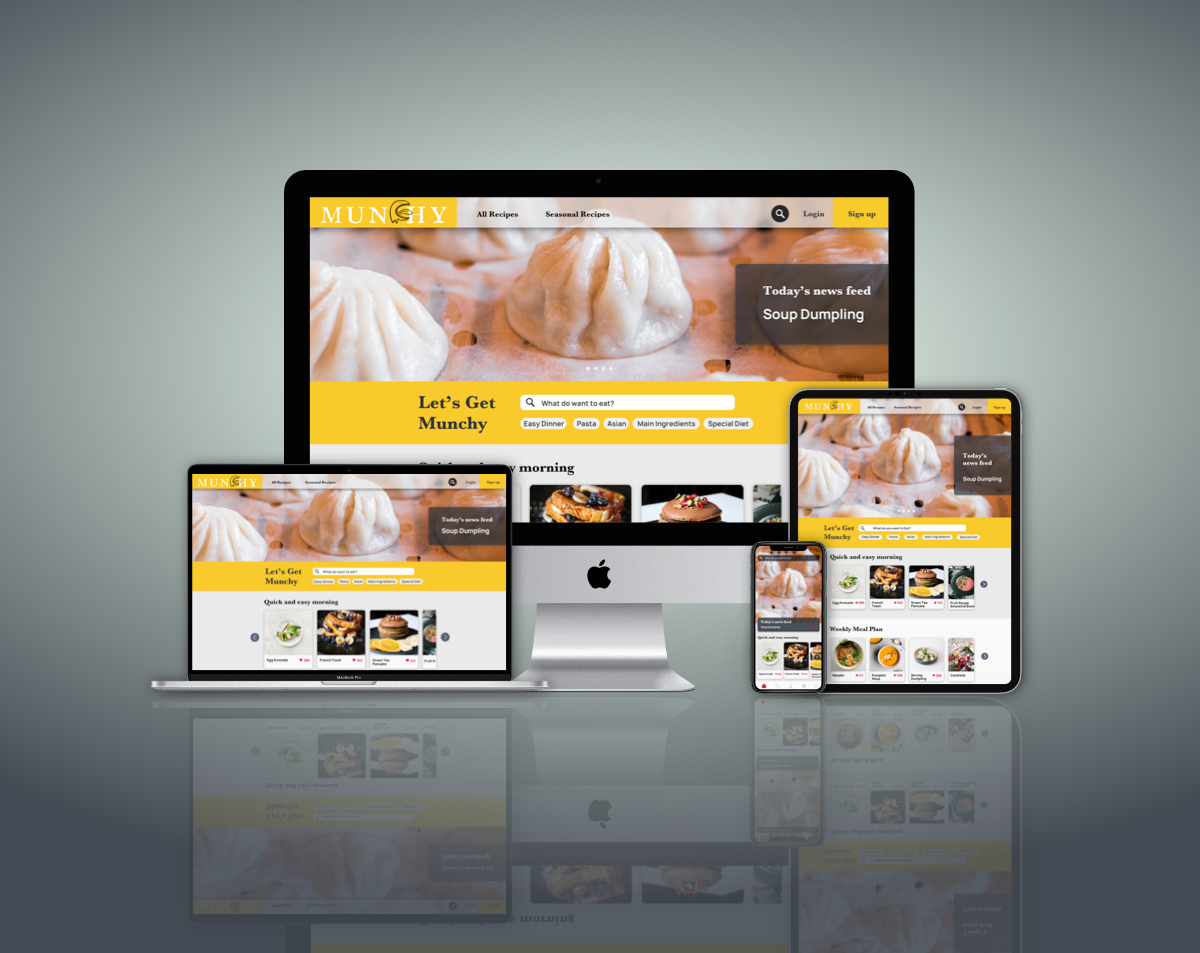 MUNCHY
All Recipes
Seasonal Recipes
Login
Sign up
Today's news feed
Soup Dumpling
Let's Get
Munchy
What do want to eat?
Easy Dinner
Pasta
Asian
Main Ingredients
Special Diet
morning
MUNCHY
All Recipes
Seasonal Recipes
Login
Sign up
Today's news feed
Soup Dumpling
Let's Get
Munchy
What do want to eat?
Easy Dinner
Pasta
Asian
Main Ingredients
Special Diet
Quick and easy morning
Egg Avocado
French Toast
Green Tea
Pancake
MacBook Pro
MUNCHY
All Recipes
Seasonal Recipes
Login
Sign up
Today's
news feed
Soup Dumpling
Let's Get
Munchy
What do you want to Eat?
Easy Dinner
Pasta
Asian
Main Ingredients
Special Diet
Quick and easy morning
Egg Avocado
French
Toast
Green Tea
Pancake
Fruit Rouge
Smoothie Bowl
Weekly Meal Plan
Noodle
Pumpkin
Soup
Shrimp
Dumpling
Cocktails
Today's news feed
Soup Dumpling
Quick and easy morning
Egg Avocado
French Toast